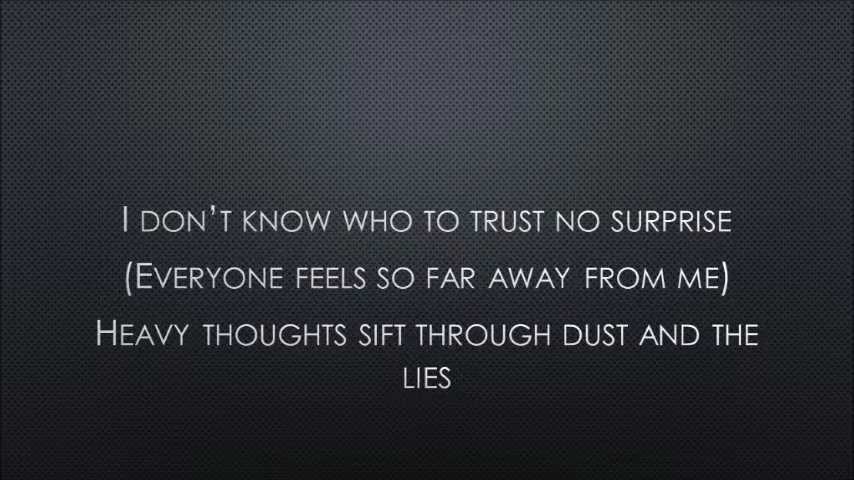 I DON’T KNOW WHO TO TRUST NO SURPRISE
(EVERYONE FEELS SO FAR AWAY FROM ME)
HEAVY THOUGHTS SIFT THROUGH DUST AND THE
LIES